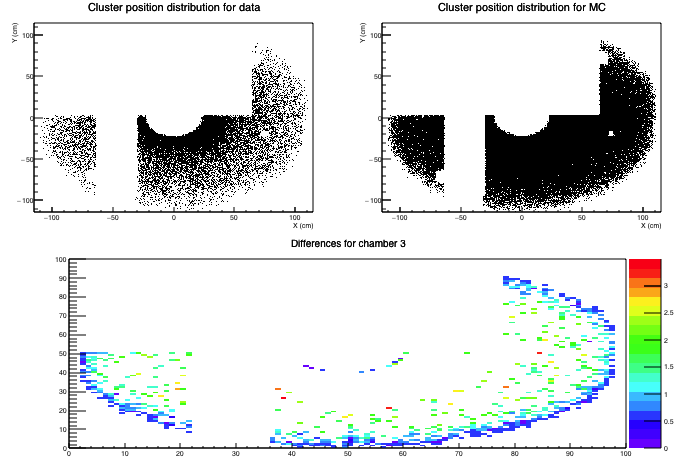 Cluster position distribution for data
Y (cm)
100
50
0
−50
−100
−100 −50 0 50 100
X (cm)
Cluster position distribution for MC
Y (cm)
100
50
0
−50
−100
−100 −50 0 50 100
X (cm)
Differences for chamber 3
100
90
80
70
60
50
40
30
20
10
0
0 10 20 30 40 50 60 70 80 90 100
3
2.5
2
1.5
1
0.5
0